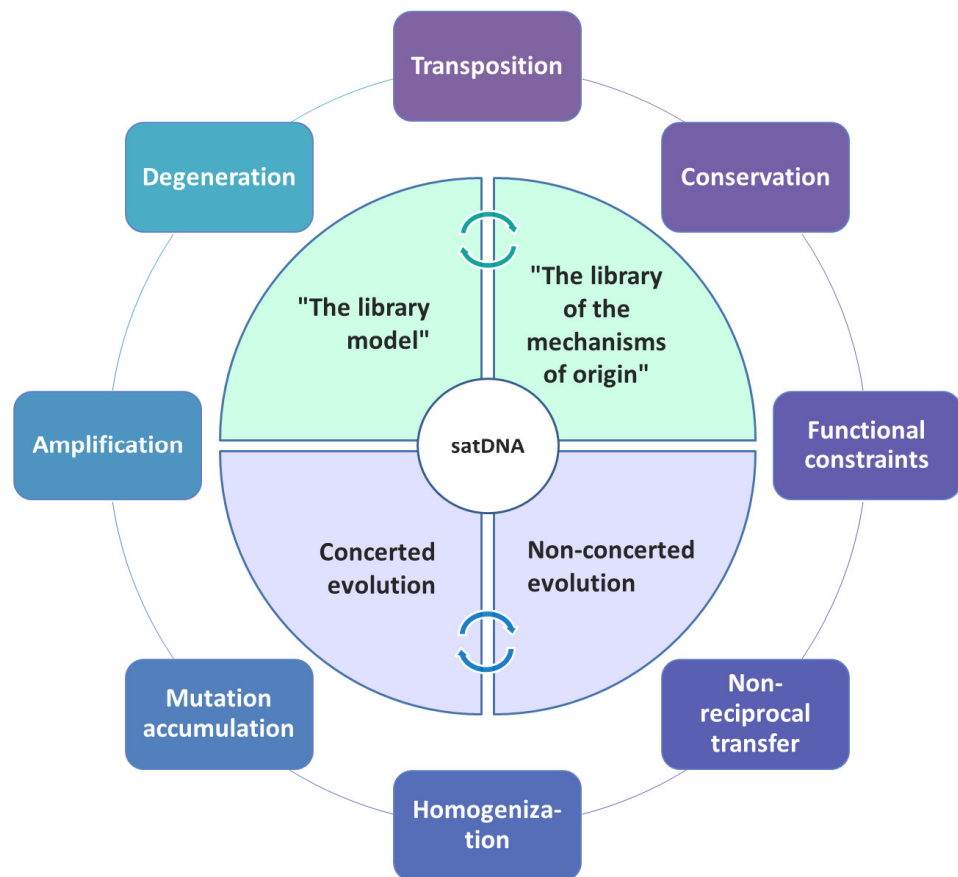 Transposition
Degeneration
Conservation
"The library
model"
"The library
of the
mechanisms
of origin"
Amplification
satDNA
Functional
constraints
Concerted
evolution
Non-concerted
evolution
Mutation
accumulation
Non-
reciprocal
transfer
Homogeniza-
tion